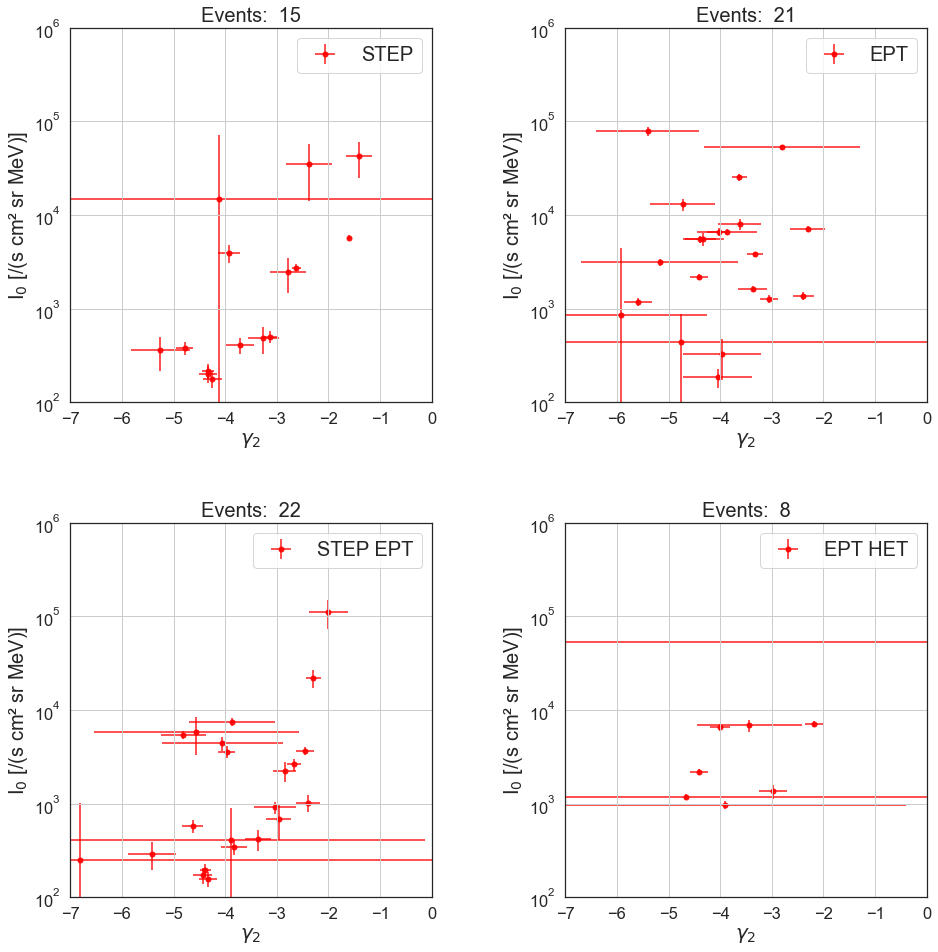 Events: 15
STEP
10⁶
10⁵
10⁴
10³
10²
I₀ [/(s cm² sr MeV)]
−7 −6 −5 −4 −3 −2 −1 0
γ₂
Events: 21
EPT
10⁶
10⁵
10⁴
10³
10²
I₀ [/(s cm² sr MeV)]
−7 −6 −5 −4 −3 −2 −1 0
γ₂
Events: 22
STEP EPT
10⁶
10⁵
10⁴
10³
10²
I₀ [/(s cm² sr MeV)]
−7 −6 −5 −4 −3 −2 −1 0
γ₂
Events: 8
EPT HET
10⁶
10⁵
10⁴
10³
10²
I₀ [/(s cm² sr MeV)]
−7 −6 −5 −4 −3 −2 −1 0
γ₂